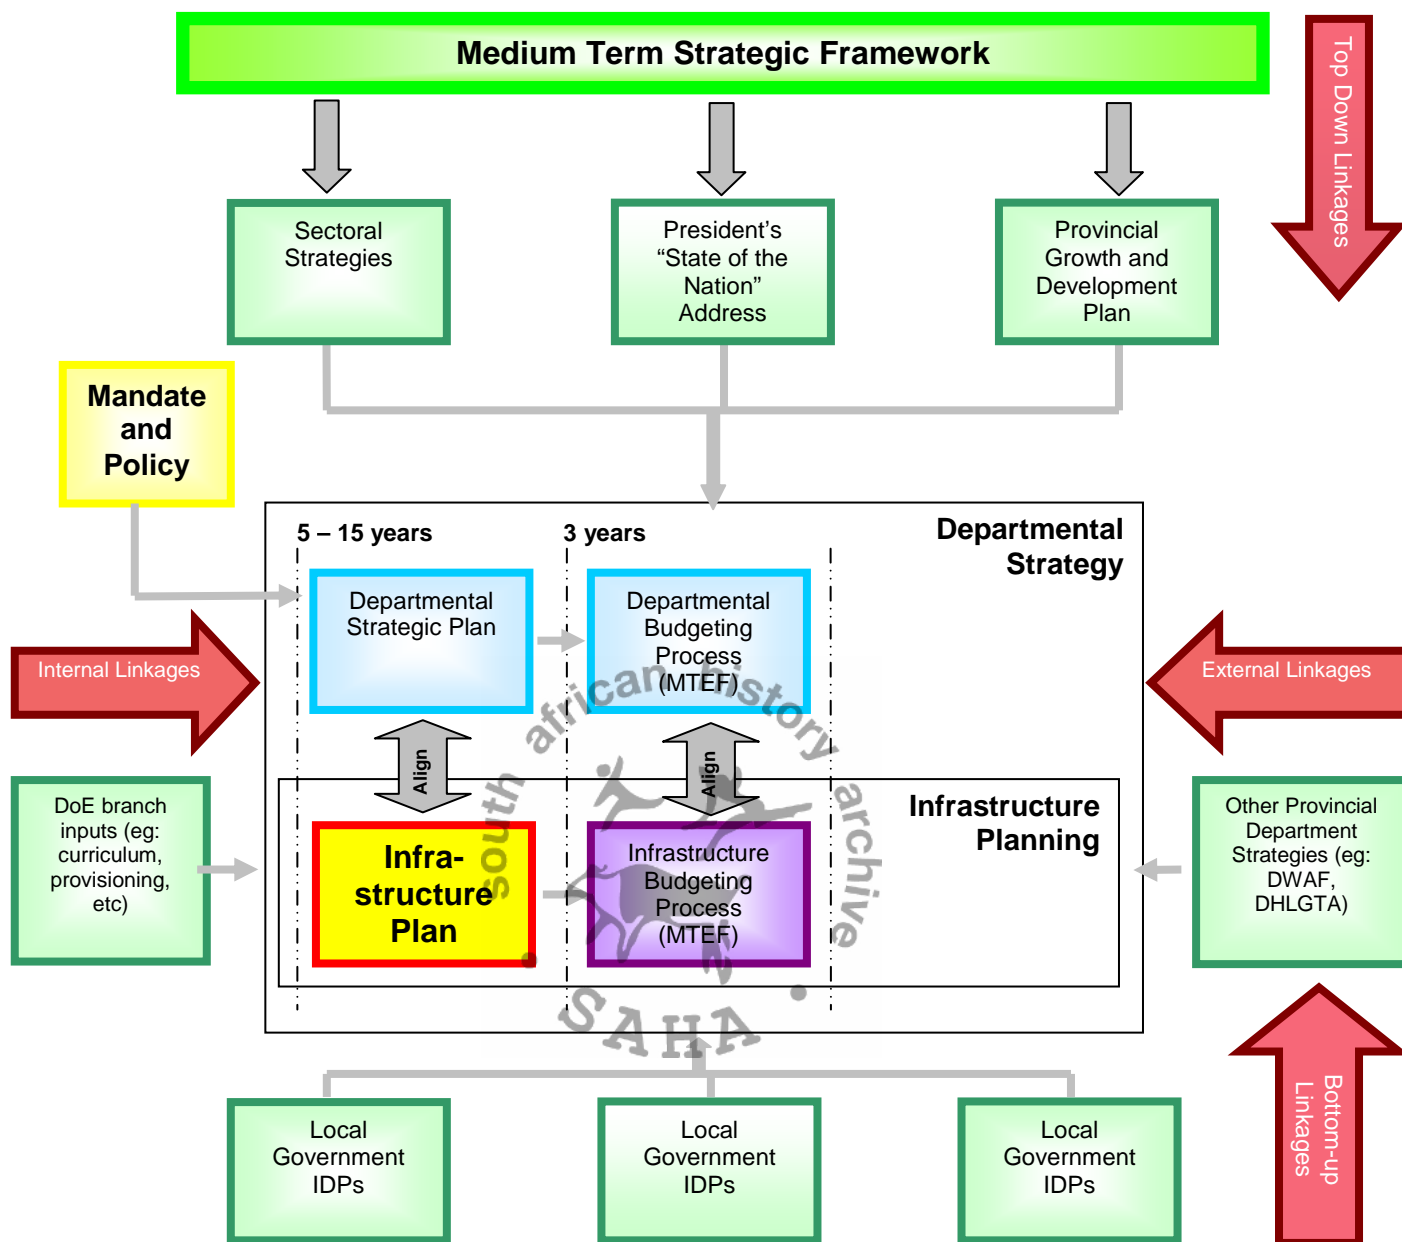 Medium Term Strategic Framework
Top Down Linkages
Sectoral
Strategies
President’s
“State of the
Nation”
Address
Provincial
Growth and
Development
Plan
Mandate
and
Policy
5 – 15 years
3 years
Departmental
Strategy
Departmental
Strategic Plan
Departmental
Budgeting
Process
(MTEF)
Internal Linkages
External Linkages
Align
Align
Infrastructure
Planning
DoE branch
inputs (eg:
curriculum,
provisioning,
etc)
Infra-
structure
Plan
Infrastructure
Budgeting
Process
(MTEF)
Other Provincial
Department
Strategies (eg:
DWAF,
DHLGTA)
south african history archive
SAHA
Local
Government
IDPs
Local
Government
IDPs
Local
Government
IDPs
Bottom-up
Linkages